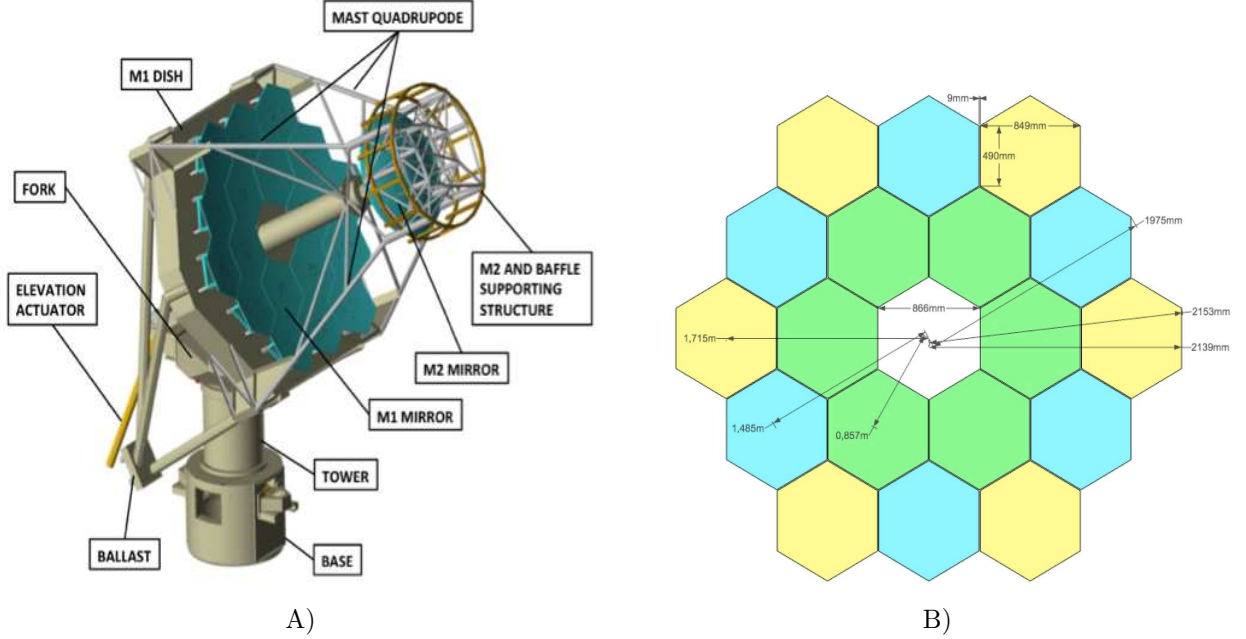 MAST QUADRUPODE
M1 DISH
FORK
ELEVATION
ACTUATOR
M2 AND BAFFLE
SUPPORTING
STRUCTURE
M2 MIRROR
M1 MIRROR
TOWER
BALLAST
BASE
A)
9mm
849mm
490mm
1975mm
866mm
2153mm
1,715m
2139mm
1,485m
0,857m
B)